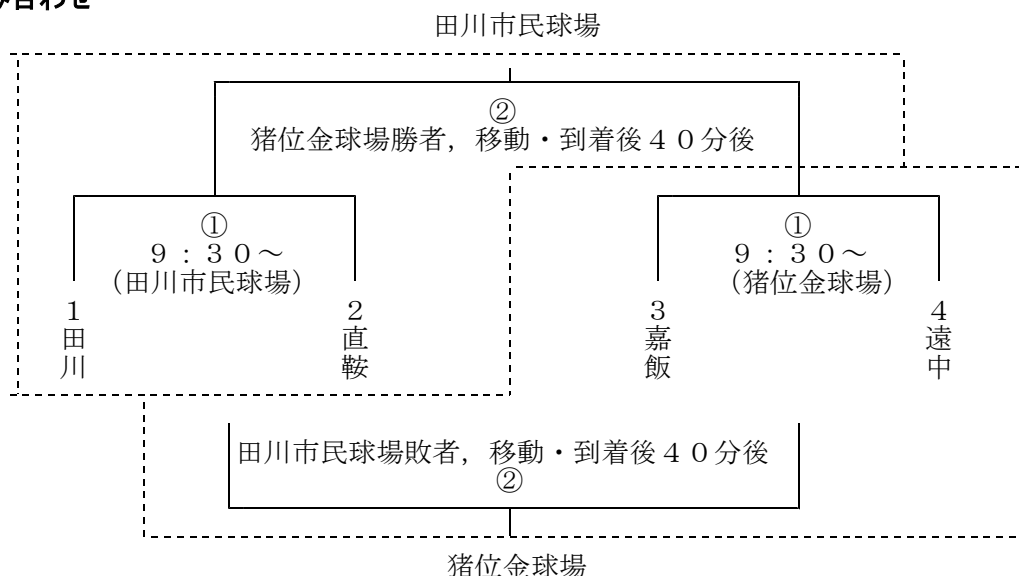 み合わせ
田川市民球場
②
猪位金球場勝者，移動・到着後４０分後
①
９：３０～
（田川市民球場）
①
９：３０～
（猪位金球場）
１田川
２直鞍
３嘉飯
４遠中
田川市民球場敗者，移動・到着後４０分後
②
猪位金球場